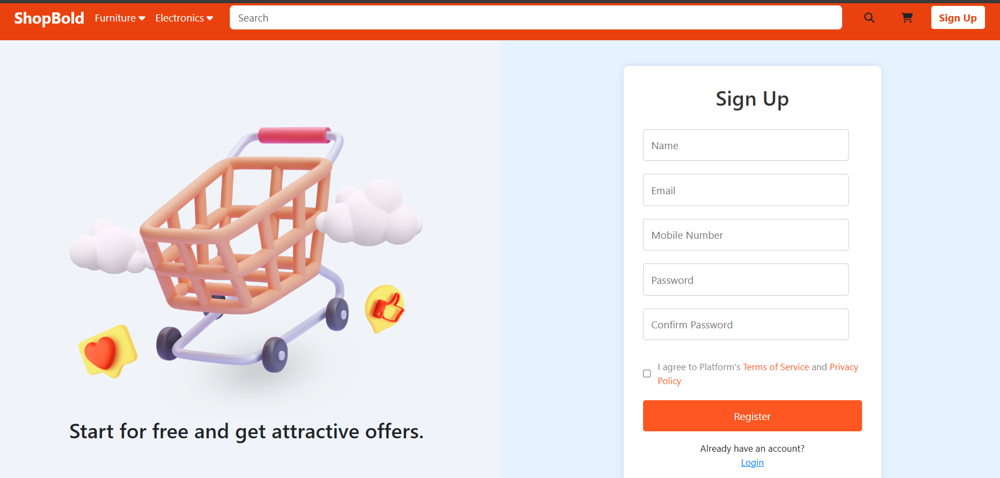 ShopBold Furniture Electronics Search Sign Up
Start for free and get attractive offers.
Sign Up
Name
Email
Mobile Number
Password
Confirm Password
I agree to Platform's Terms of Service and Privacy
Policy
Register
Already have an account?
Login